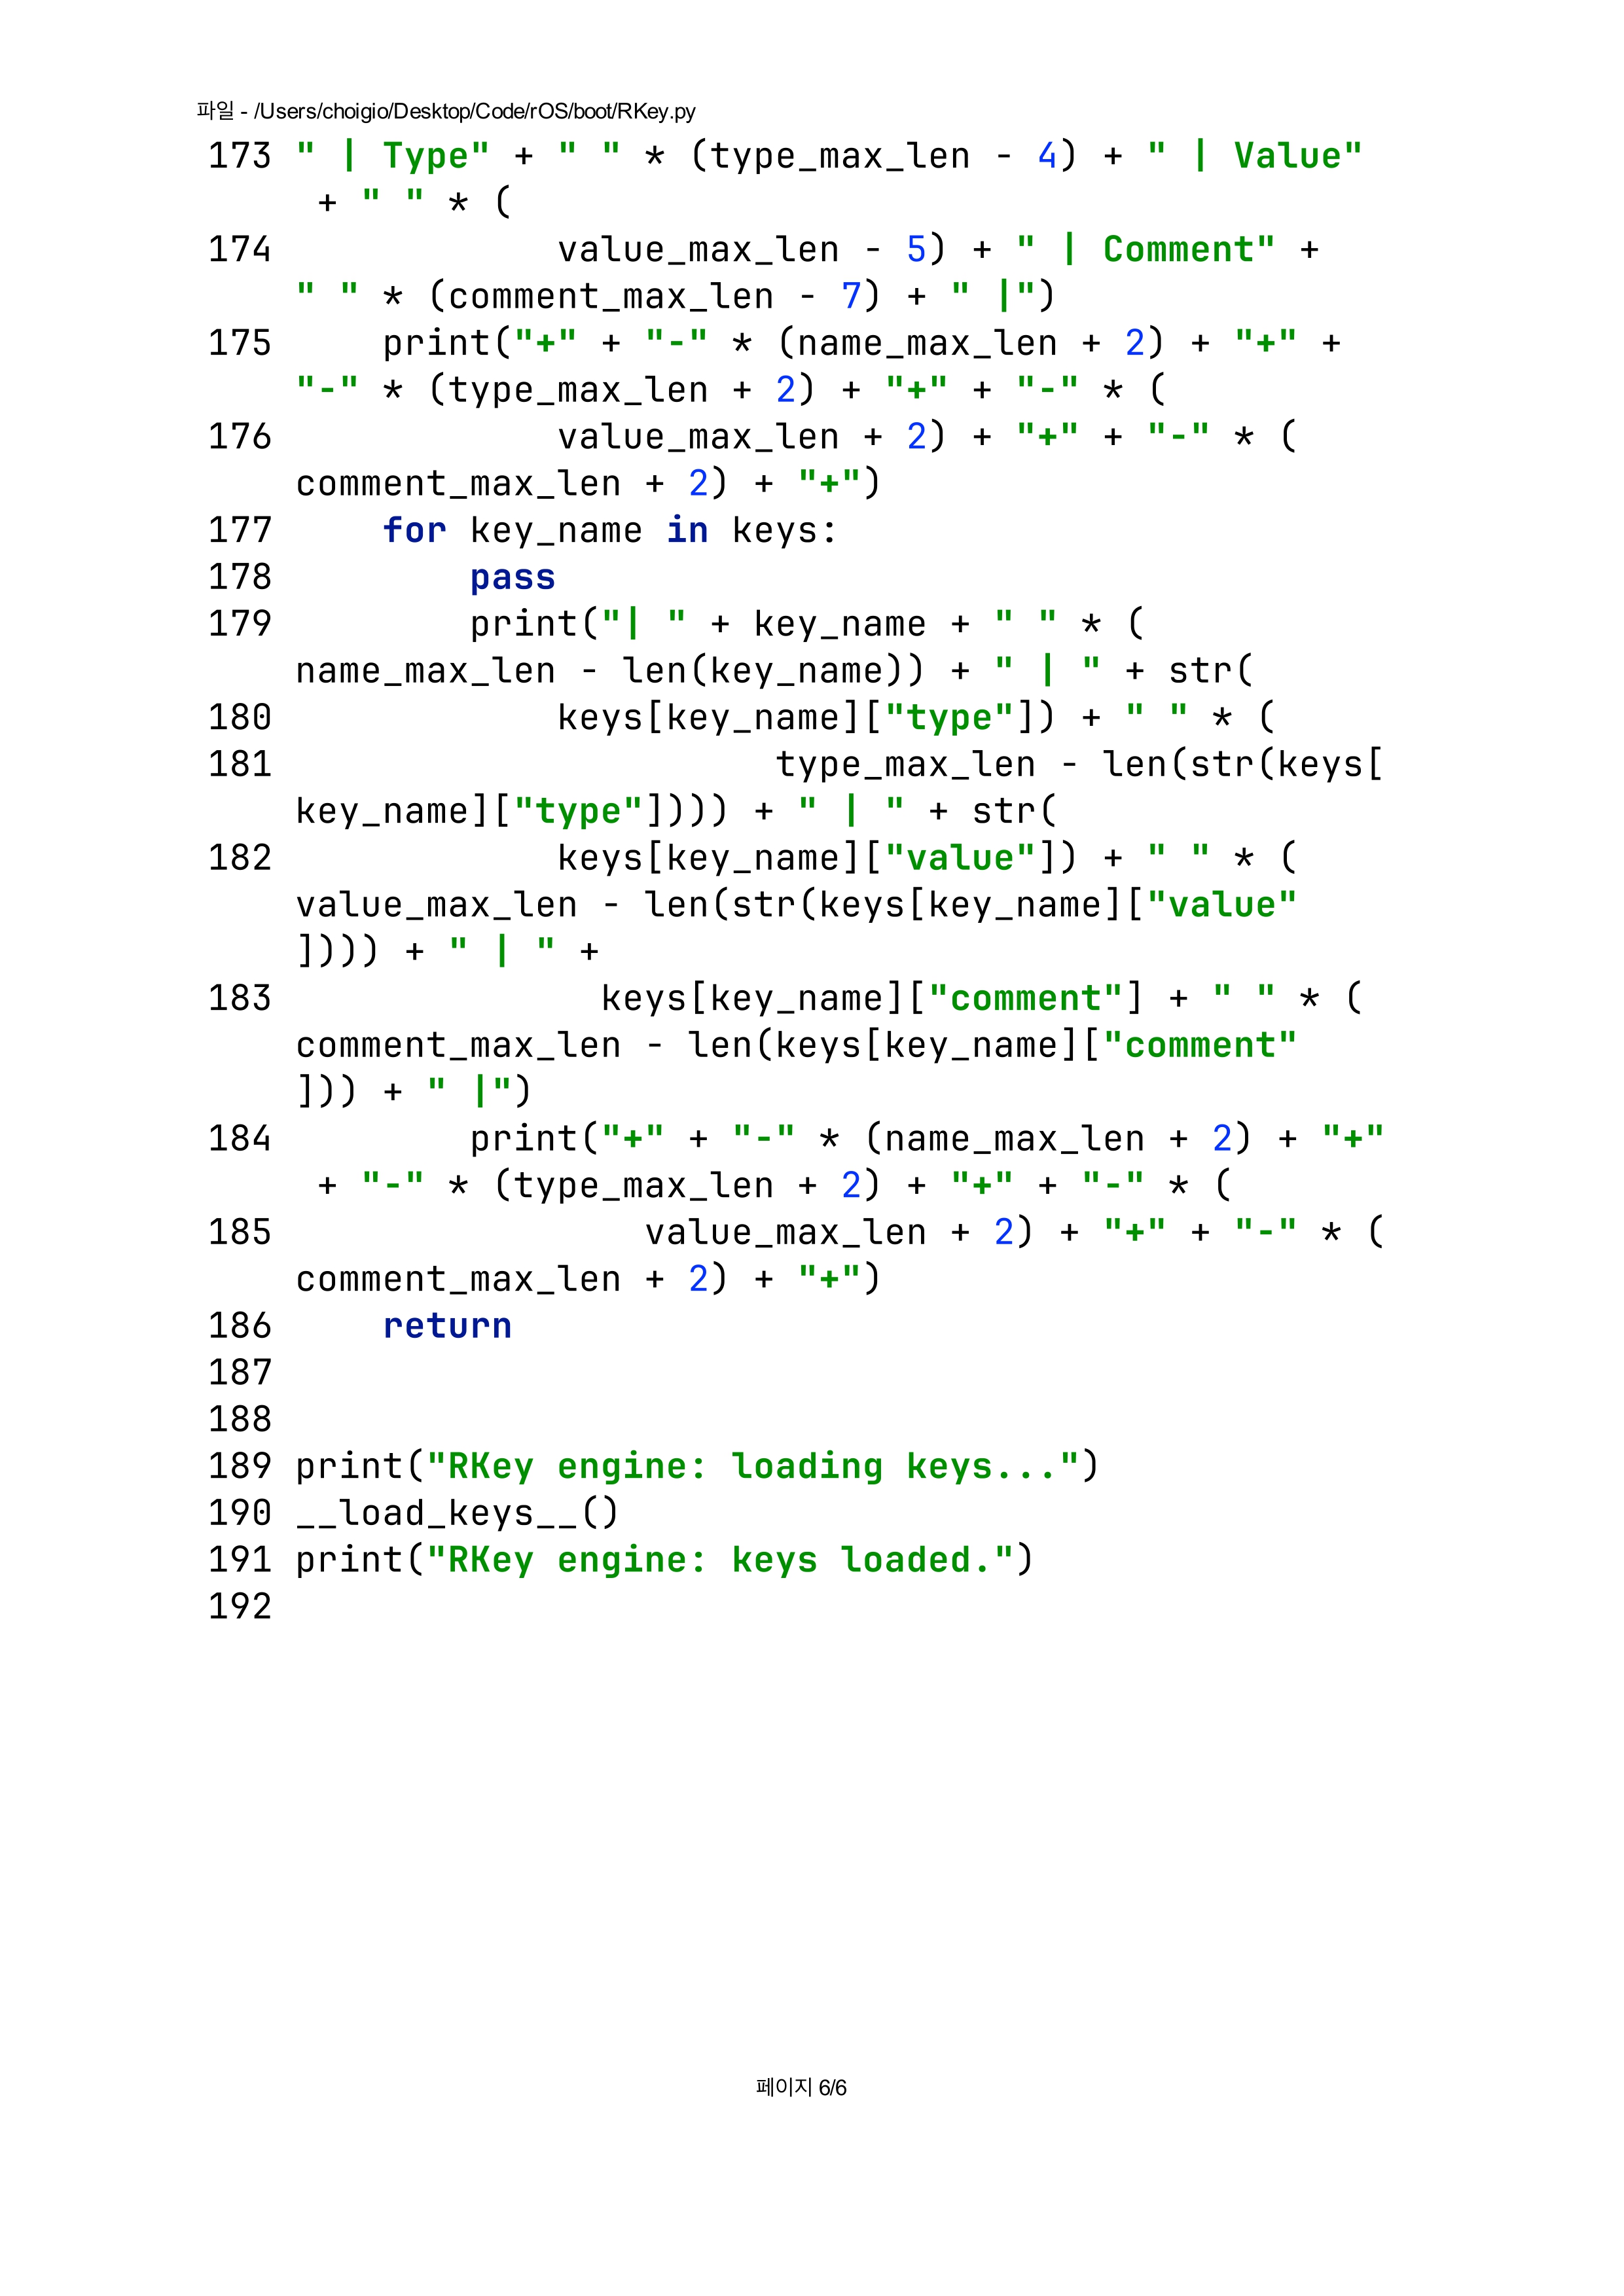 파일 - /Users/choigio/Desktop/Code/rOS/boot/RKey.py
173 " | Type" + " " * (type_max_len - 4) + " | Value"
 + " " * (
174             value_max_len - 5) + " | Comment" +
" " * (comment_max_len - 7) + " |")
175     print("+" + "-" * (name_max_len + 2) + "+" +
"-" * (type_max_len + 2) + "+" + "-" * (
176             value_max_len + 2) + "+" + "-" * (
comment_max_len + 2) + "+")
177     for key_name in keys:
178         pass
179         print("| " + key_name + " " * (
name_max_len - len(key_name)) + " | " + str(
180             keys[key_name]["type"]) + " " * (
181                       type_max_len - len(str(keys[
key_name]["type"]))) + " | " + str(
182             keys[key_name]["value"]) + " " * (
value_max_len - len(str(keys[key_name]["value"
]))) + " | " +
183               keys[key_name]["comment"] + " " * (
comment_max_len - len(keys[key_name]["comment"
])) + " |")
184         print("+" + "-" * (name_max_len + 2) + "+"
 + "-" * (type_max_len + 2) + "+" + "-" * (
185                 value_max_len + 2) + "+" + "-" * (
comment_max_len + 2) + "+")
186     return
187
188
189 print("RKey engine: loading keys...")
190 __load_keys__()
191 print("RKey engine: keys loaded.")
192
페이지 6/6